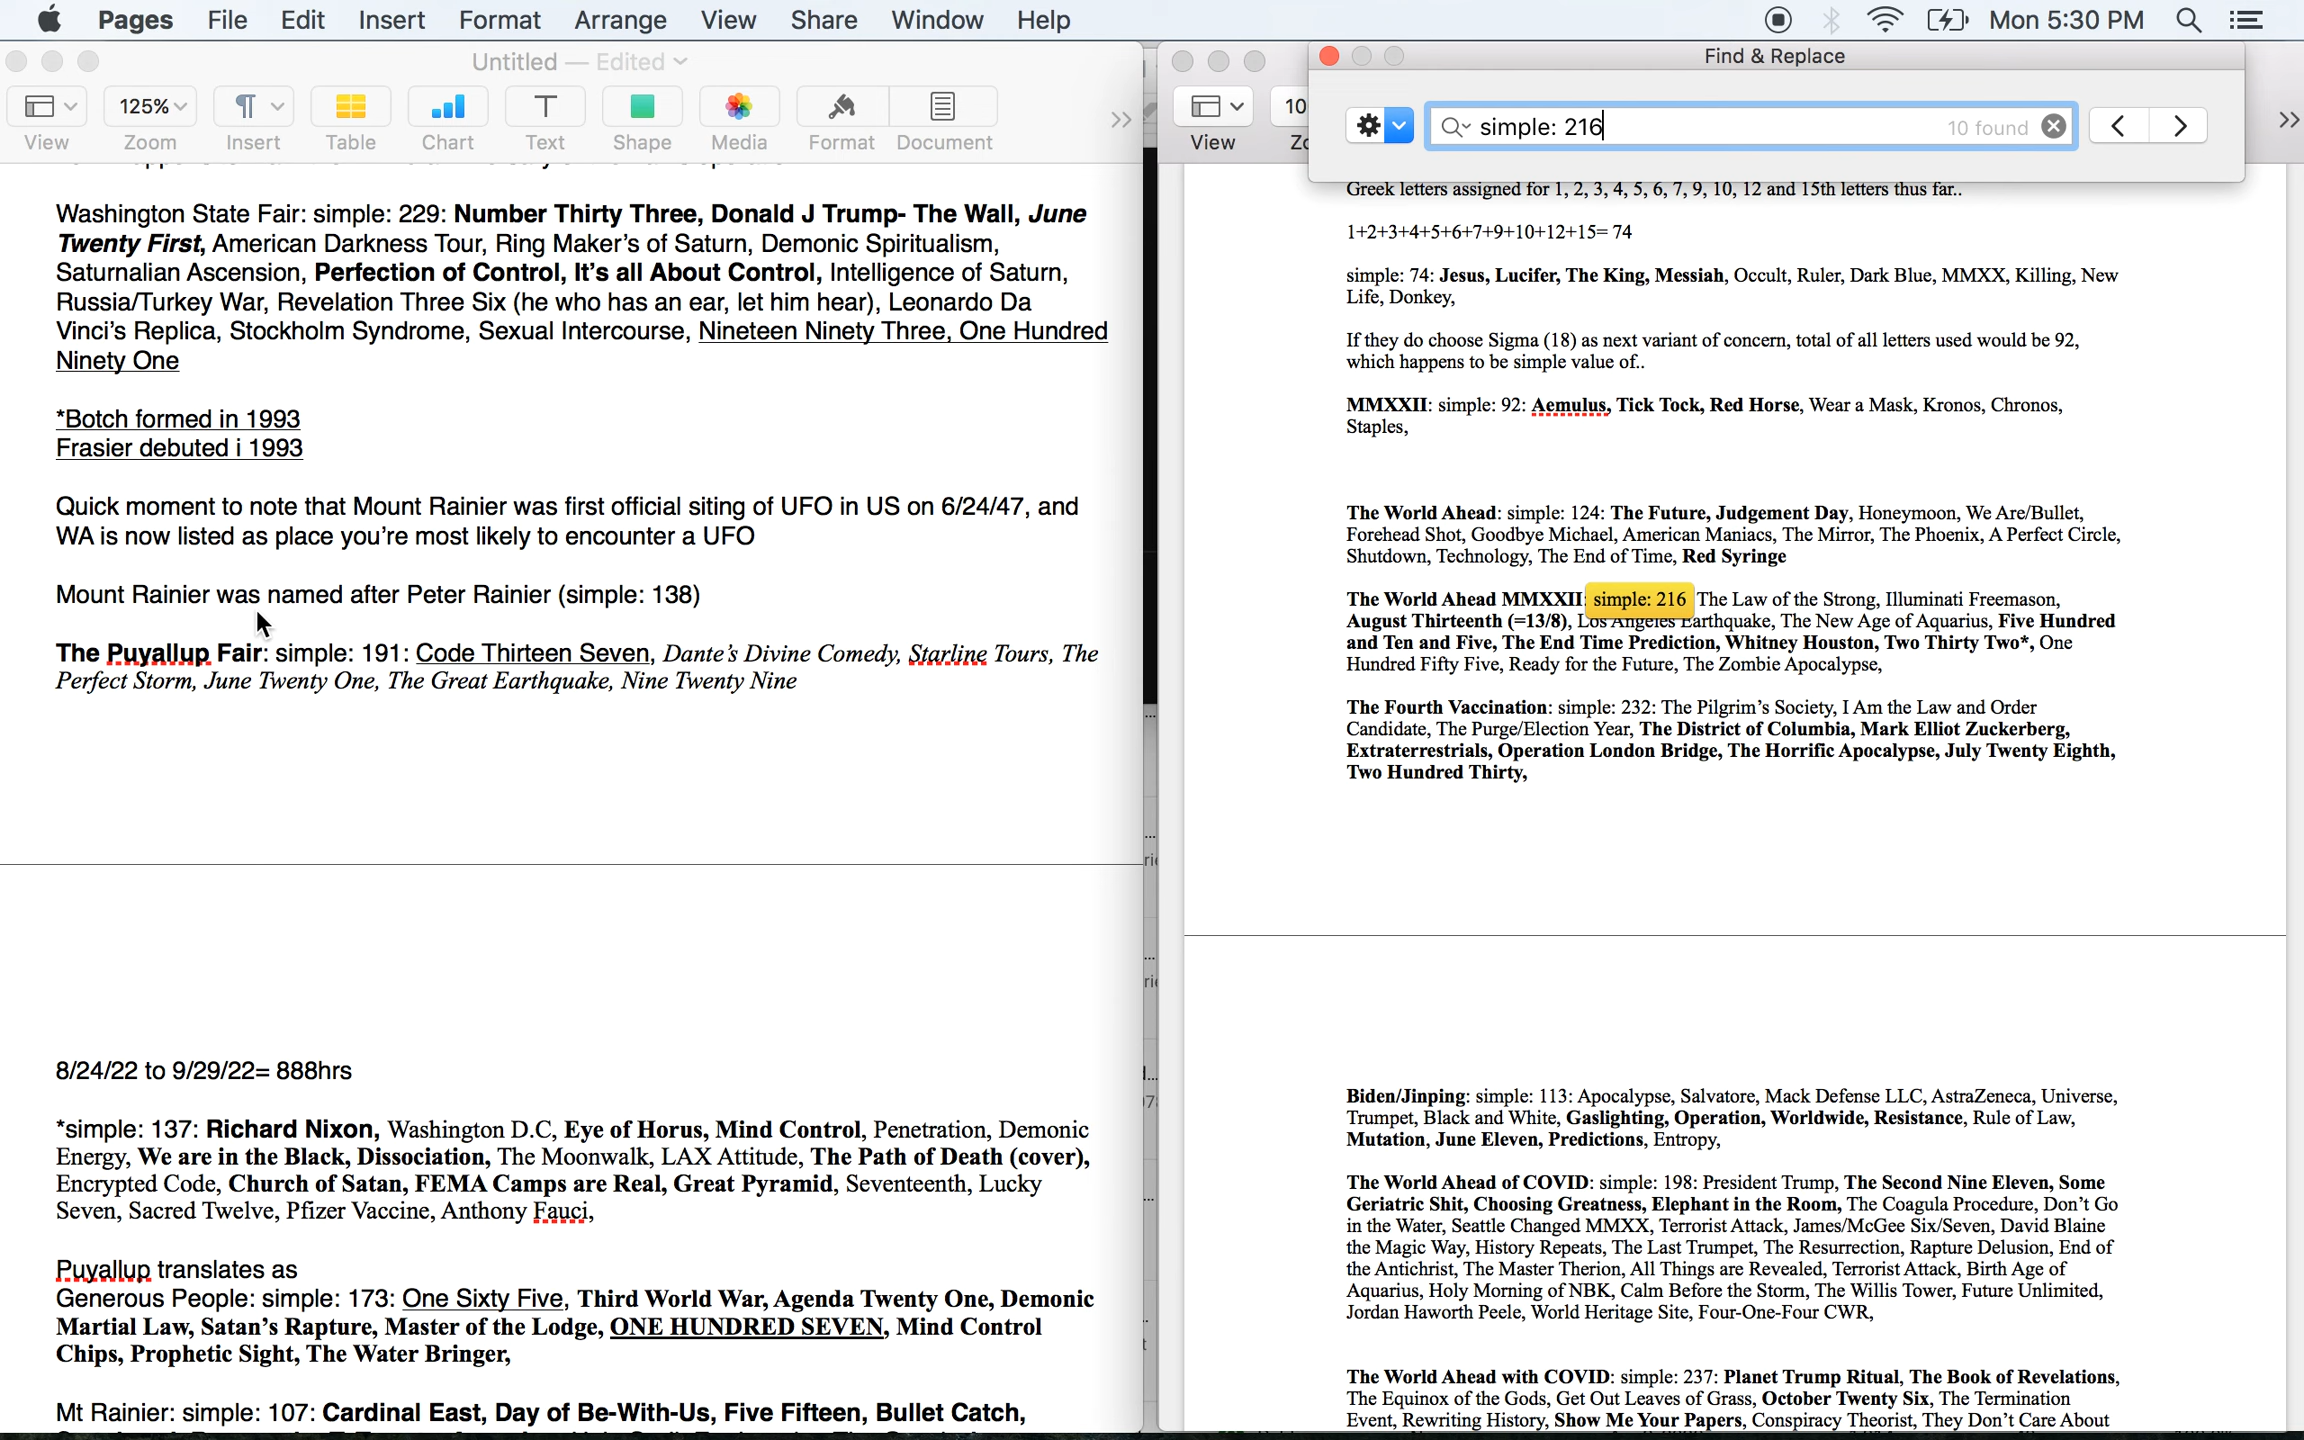 Pages File Edit Insert Format Arrange View Share Window Help Mon 5:30 PM
Untitled — Edited
125%
View Zoom Insert Table Chart Text Shape Media Format Document
Washington State Fair: simple: 229: Number Thirty Three, Donald J Trump- The Wall, June
Twenty First, American Darkness Tour, Ring Maker's of Saturn, Demonic Spiritualism,
Saturnalian Ascension, Perfection of Control, It's all About Control, Intelligence of Saturn,
Russia/Turkey War, Revelation Three Six (he who has an ear, let him hear), Leonardo Da
Vinci's Replica, Stockholm Syndrome, Sexual Intercourse, Nineteen Ninety Three, One Hundred
Ninety One
*Botch formed in 1993
Frasier debuted i 1993
Quick moment to note that Mount Rainier was first official siting of UFO in US on 6/24/47, and
WA is now listed as place you're most likely to encounter a UFO
Mount Rainier was named after Peter Rainier (simple: 138)
The Puyallup Fair: simple: 191: Code Thirteen Seven, Dante's Divine Comedy, Starline Tours, The
Perfect Storm, June Twenty One, The Great Earthquake, Nine Twenty Nine
8/24/22 to 9/29/22= 888hrs
*simple: 137: Richard Nixon, Washington D.C, Eye of Horus, Mind Control, Penetration, Demonic
Energy, We are in the Black, Dissociation, The Moonwalk, LAX Attitude, The Path of Death (cover),
Encrypted Code, Church of Satan, FEMA Camps are Real, Great Pyramid, Seventeenth, Lucky
Seven, Sacred Twelve, Pfizer Vaccine, Anthony Fauci,
Puyallup translates as
Generous People: simple: 173: One Sixty Five, Third World War, Agenda Twenty One, Demonic
Martial Law, Satan's Rapture, Master of the Lodge, ONE HUNDRED SEVEN, Mind Control
Chips, Prophetic Sight, The Water Bringer,
Mt Rainier: simple: 107: Cardinal East, Day of Be-With-Us, Five Fifteen, Bullet Catch,
Find & Replace
simple: 216 10 found
10
View
Greek letters assigned for 1, 2, 3, 4, 5, 6, 7, 9, 10, 12 and 15th letters thus far..
1+2+3+4+5+6+7+9+10+12+15= 74
simple: 74: Jesus, Lucifer, The King, Messiah, Occult, Ruler, Dark Blue, MMXX, Killing, New
Life, Donkey,
If they do choose Sigma (18) as next variant of concern, total of all letters used would be 92,
which happens to be simple value of..
MMXXII: simple: 92: Aemulus, Tick Tock, Red Horse, Wear a Mask, Kronos, Chronos,
Staples,
The World Ahead: simple: 124: The Future, Judgement Day, Honeymoon, We Are/Bullet,
Forehead Shot, Goodbye Michael, American Maniacs, The Mirror, The Phoenix, A Perfect Circle,
Shutdown, Technology, The End of Time, Red Syringe
The World Ahead MMXXII: simple: 216 The Law of the Strong, Illuminati Freemason,
August Thirteenth (=13/8), Los Angeles Earthquake, The New Age of Aquarius, Five Hundred
and Ten and Five, The End Time Prediction, Whitney Houston, Two Thirty Two*, One
Hundred Fifty Five, Ready for the Future, The Zombie Apocalypse,
The Fourth Vaccination: simple: 232: The Pilgrim's Society, I Am the Law and Order
Candidate, The Purge/Election Year, The District of Columbia, Mark Elliot Zuckerberg,
Extraterrestrials, Operation London Bridge, The Horrific Apocalypse, July Twenty Eighth,
Two Hundred Thirty,
Biden/Jinping: simple: 113: Apocalypse, Salvatore, Mack Defense LLC, AstraZeneca, Universe,
Trumpet, Black and White, Gaslighting, Operation, Worldwide, Resistance, Rule of Law,
Mutation, June Eleven, Predictions, Entropy,
The World Ahead of COVID: simple: 198: President Trump, The Second Nine Eleven, Some
Geriatric Shit, Choosing Greatness, Elephant in the Room, The Coagula Procedure, Don't Go
in the Water, Seattle Changed MMXX, Terrorist Attack, James/McGee Six/Seven, David Blaine
the Magic Way, History Repeats, The Last Trumpet, The Resurrection, Rapture Delusion, End of
the Antichrist, The Master Therion, All Things are Revealed, Terrorist Attack, Birth Age of
Aquarius, Holy Morning of NBK, Calm Before the Storm, The Willis Tower, Future Unlimited,
Jordan Haworth Peele, World Heritage Site, Four-One-Four CWR,
The World Ahead with COVID: simple: 237: Planet Trump Ritual, The Book of Revelations,
The Equinox of the Gods, Get Out Leaves of Grass, October Twenty Six, The Termination
Event, Rewriting History, Show Me Your Papers, Conspiracy Theorist, They Don't Care About